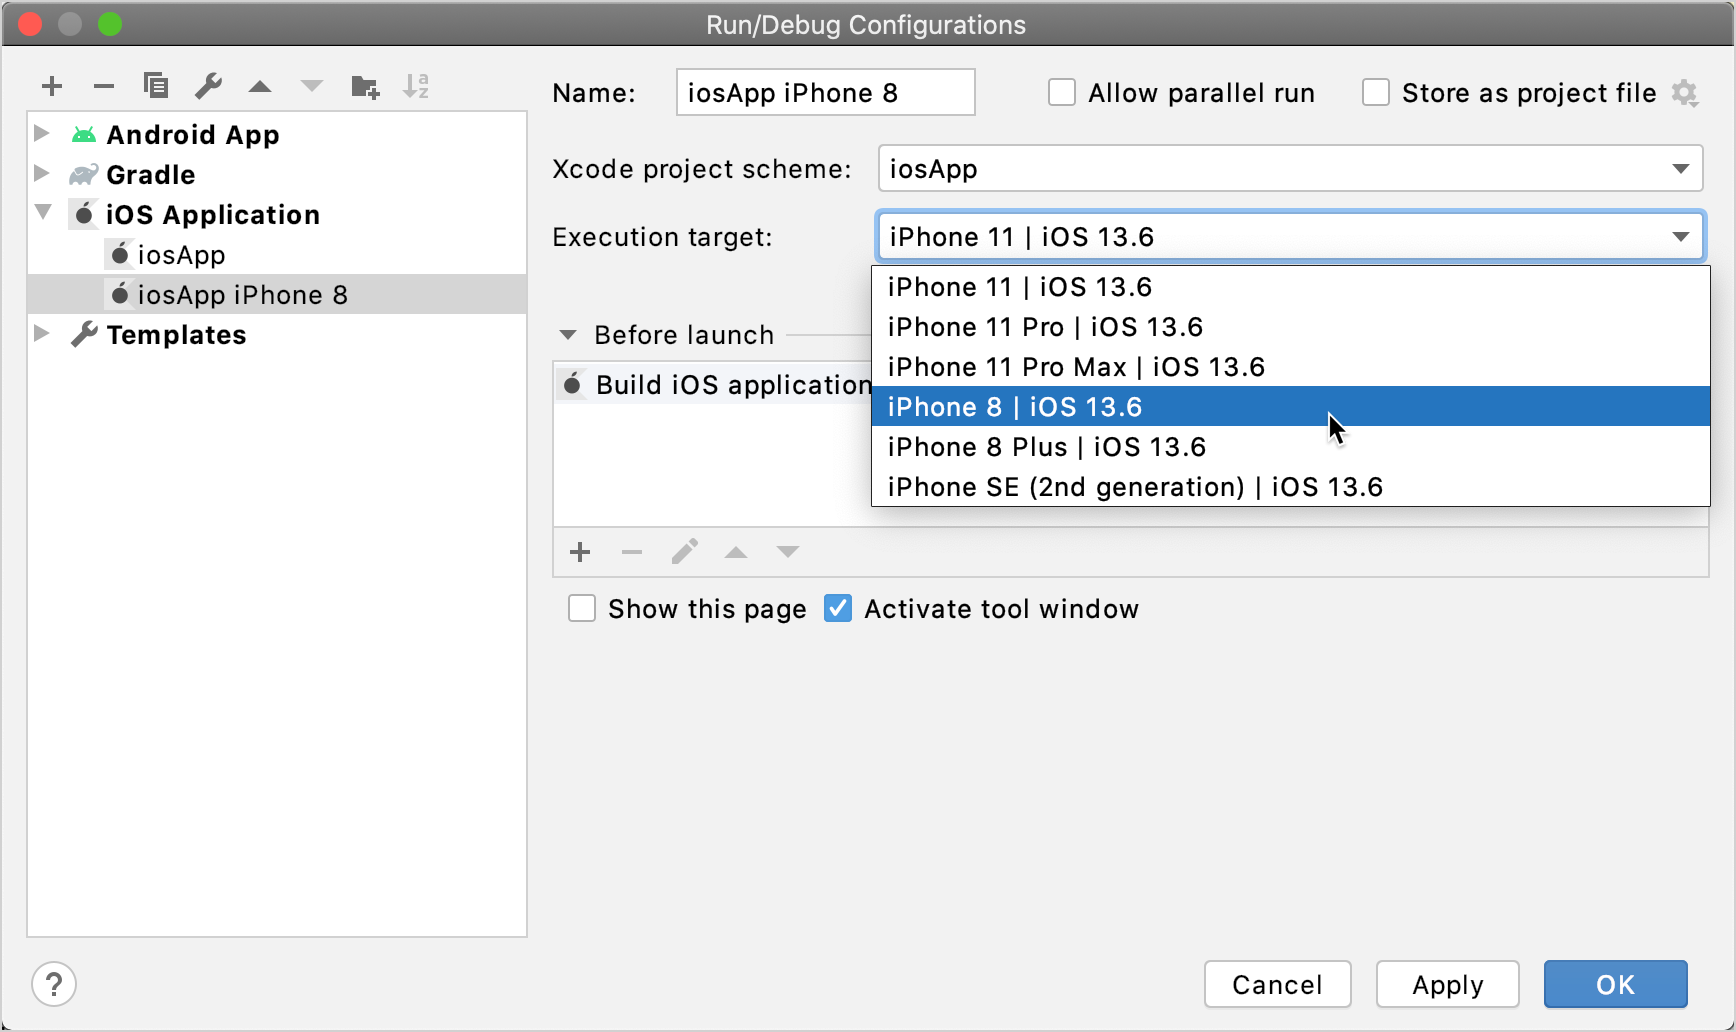 Run/Debug Configurations
Name: iosApp iPhone 8 Allow parallel run Store as project file
Android App
Gradle
iOS Application
iosApp
iosApp iPhone 8
Templates
Xcode project scheme: iosApp
Execution target: iPhone 11 | iOS 13.6
iPhone 11 | iOS 13.6
iPhone 11 Pro | iOS 13.6
iPhone 11 Pro Max | iOS 13.6
iPhone 8 | iOS 13.6
iPhone 8 Plus | iOS 13.6
iPhone SE (2nd generation) | iOS 13.6
Before launch
Build iOS application
Show this page Activate tool window
? Cancel Apply OK